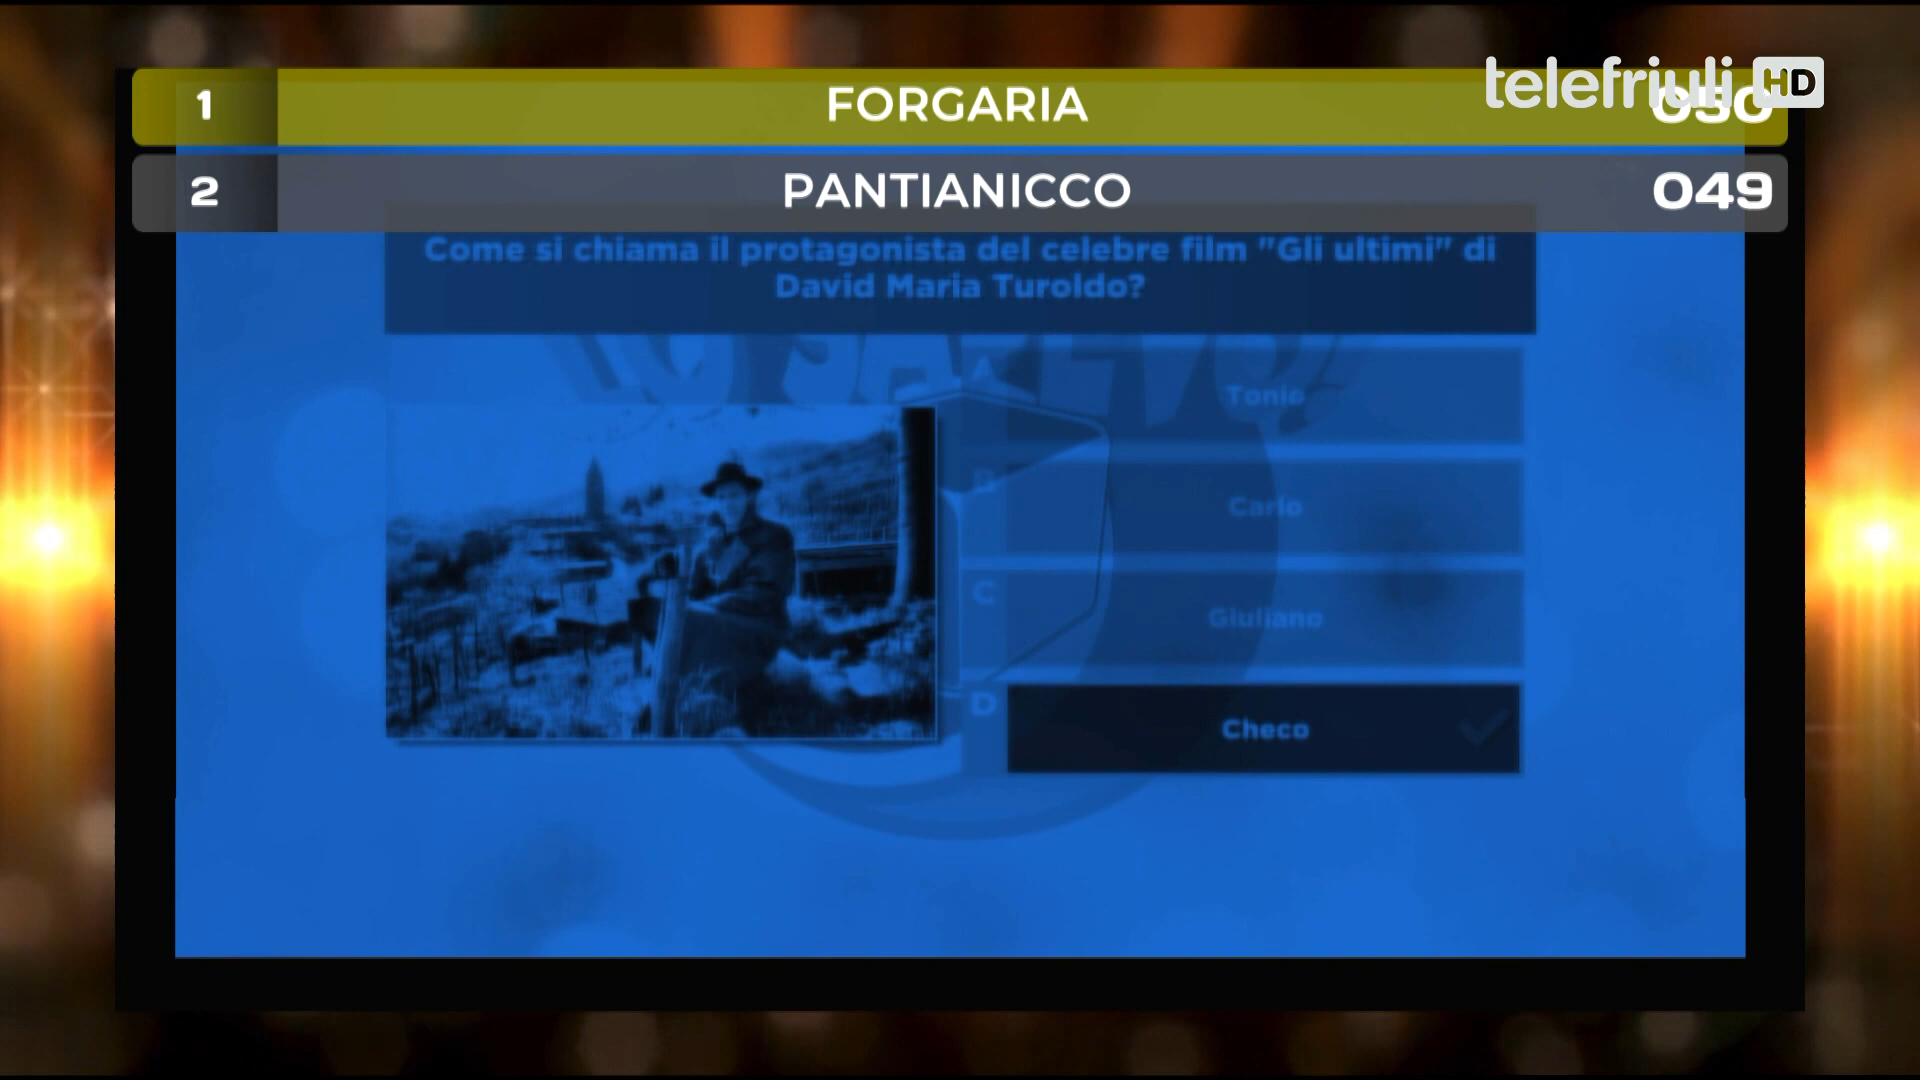 telefriuli HD
1 FORGARIA 050
2 PANTIANICCO 049
Come si chiama il protagonista del celebre film "Gli ultimi" di
David Maria Turoldo?
A Tonio
B Carlo
C Giuliano
D Checo